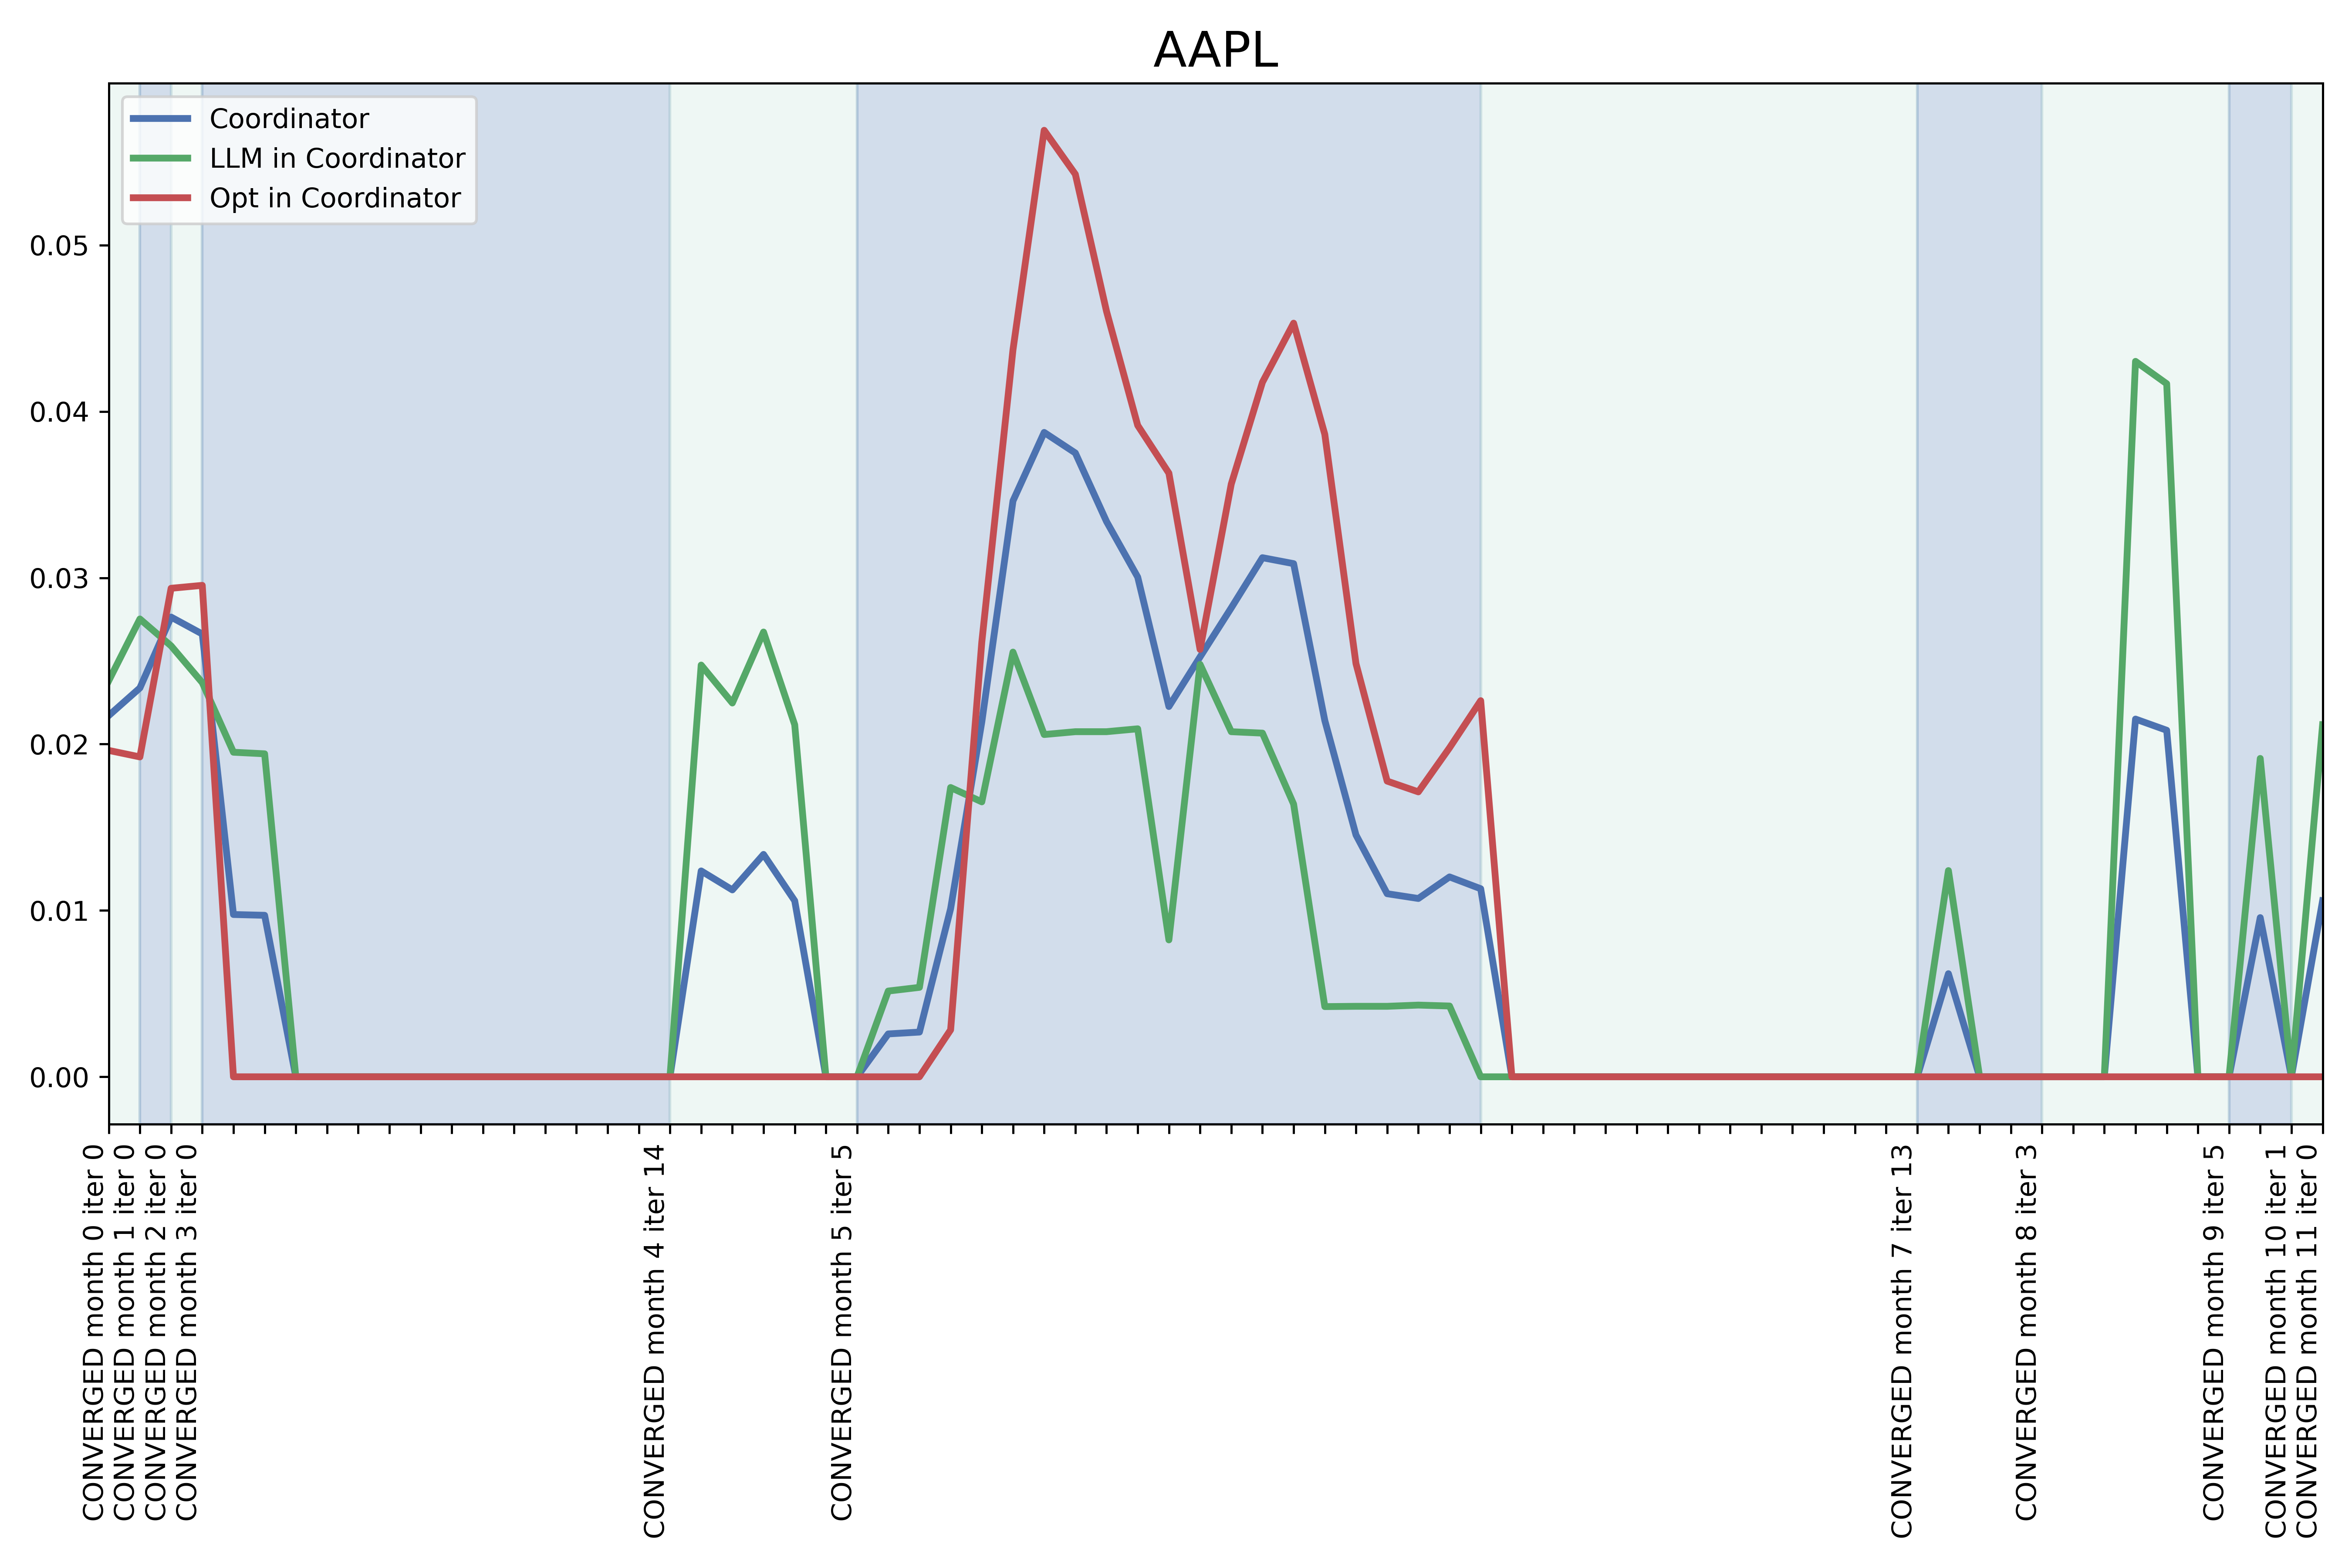 AAPL
Coordinator
LLM in Coordinator
Opt in Coordinator
0.05
0.04
0.03
0.02
0.01
0.00
CONVERGED month 0 iter 0
CONVERGED month 1 iter 0
CONVERGED month 2 iter 0
CONVERGED month 3 iter 0
CONVERGED month 4 iter 14
CONVERGED month 5 iter 5
CONVERGED month 7 iter 13
CONVERGED month 8 iter 3
CONVERGED month 9 iter 5
CONVERGED month 10 iter 1
CONVERGED month 11 iter 0